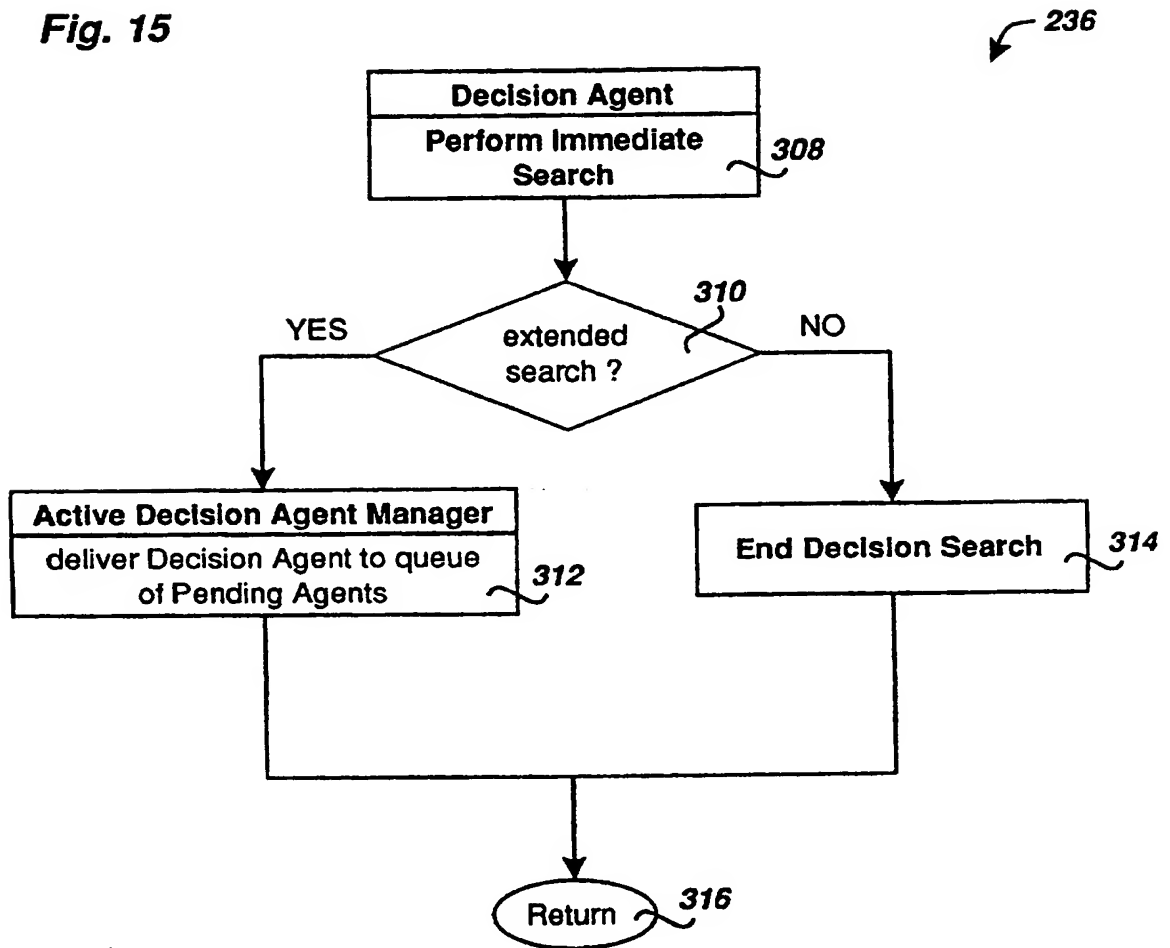 Fig. 15
236
Decision Agent
Perform Immediate
Search
308
310
YES
extended
search ?
NO
Active Decision Agent Manager
deliver Decision Agent to queue
of Pending Agents
312
End Decision Search
314
Return
316